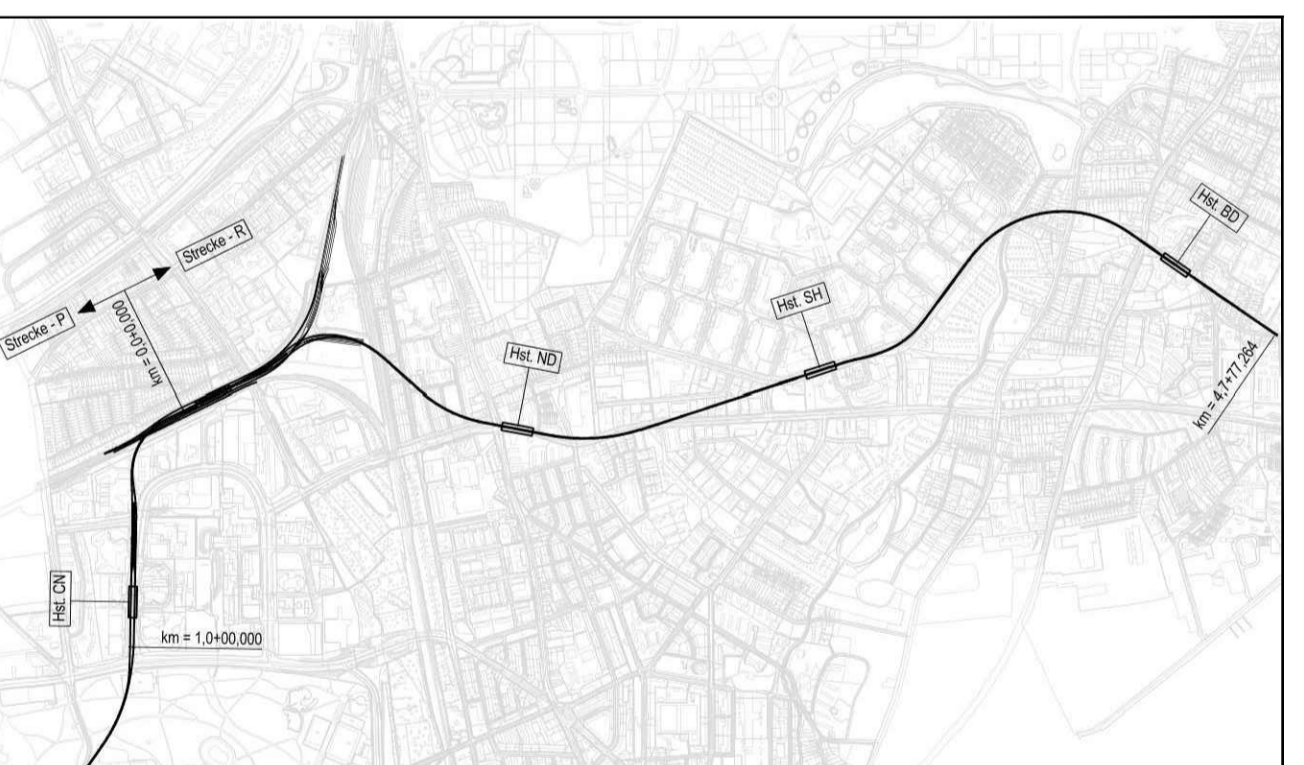 Hst. BD
Strecke - R
Hst. SH
Strecke - P
km = 0,0+0,000
Hst. ND
km = 4,7+77,264
Hst. CN
km = 1,0+00,000